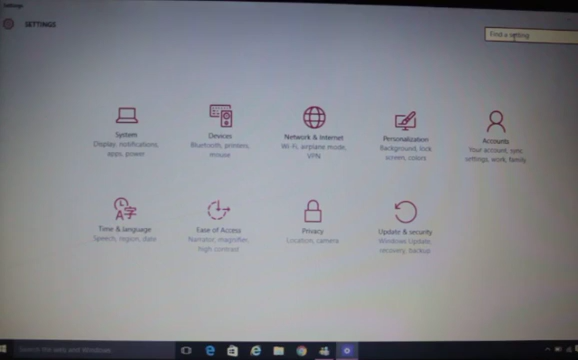 Settings
SETTINGS
Find a setting
System
Display, notifications,
apps, power
Devices
Bluetooth, printers,
mouse
Network & Internet
Wi-Fi, airplane mode,
VPN
Personalization
Background, lock
screen, colors
Accounts
Your account, sync
settings, work, family
Time & language
Speech, region, date
Ease of Access
Narrator, magnifier,
high contrast
Privacy
Location, camera
Update & security
Windows Update,
recovery, backup
Search the web and Windows